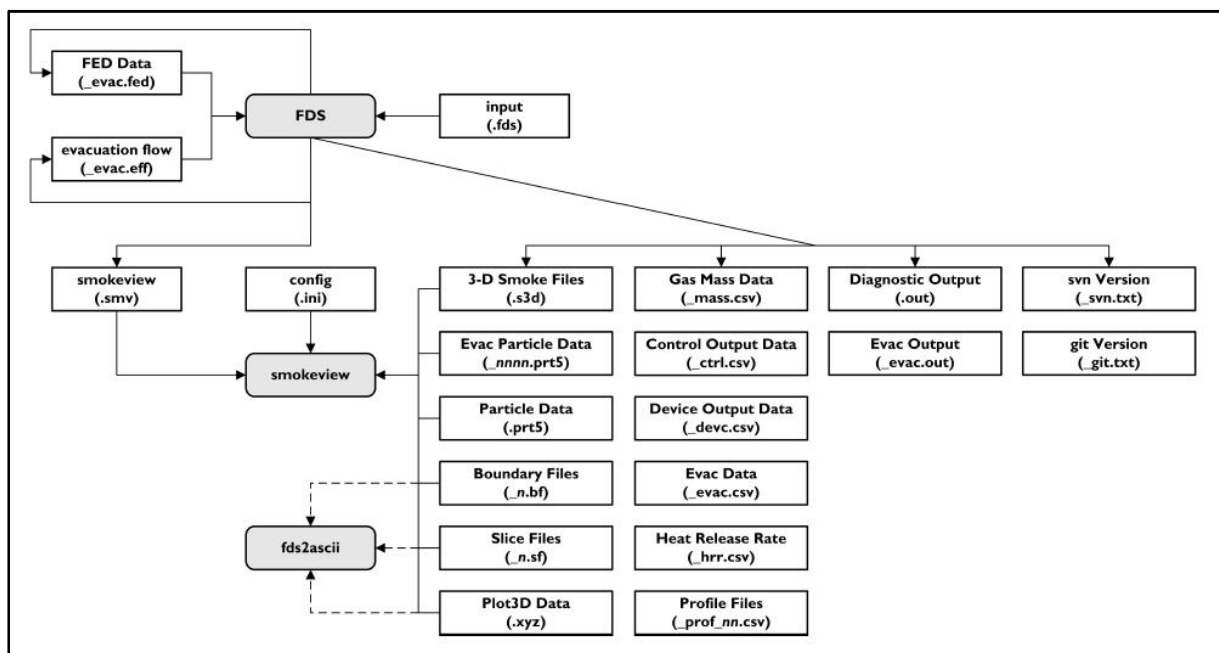 FED Data
(_evac.fed)
FDS
input
(.fds)
evacuation flow
(_evac.eff)
smokeview
(.smv)
config
(.ini)
3-D Smoke Files
(.s3d)
Gas Mass Data
(_mass.csv)
Diagnostic Output
(.out)
svn Version
(_svn.txt)
smokeview
Evac Particle Data
(_nnnn.prt5)
Control Output Data
(_ctrl.csv)
Evac Output
(_evac.out)
git Version
(_git.txt)
Particle Data
(.prt5)
Device Output Data
(_devc.csv)
Boundary Files
(_n.bf)
Evac Data
(_evac.csv)
fds2ascii
Slice Files
(_n.sf)
Heat Release Rate
(_hrr.csv)
Plot3D Data
(.xyz)
Profile Files
(_prof_nn.csv)